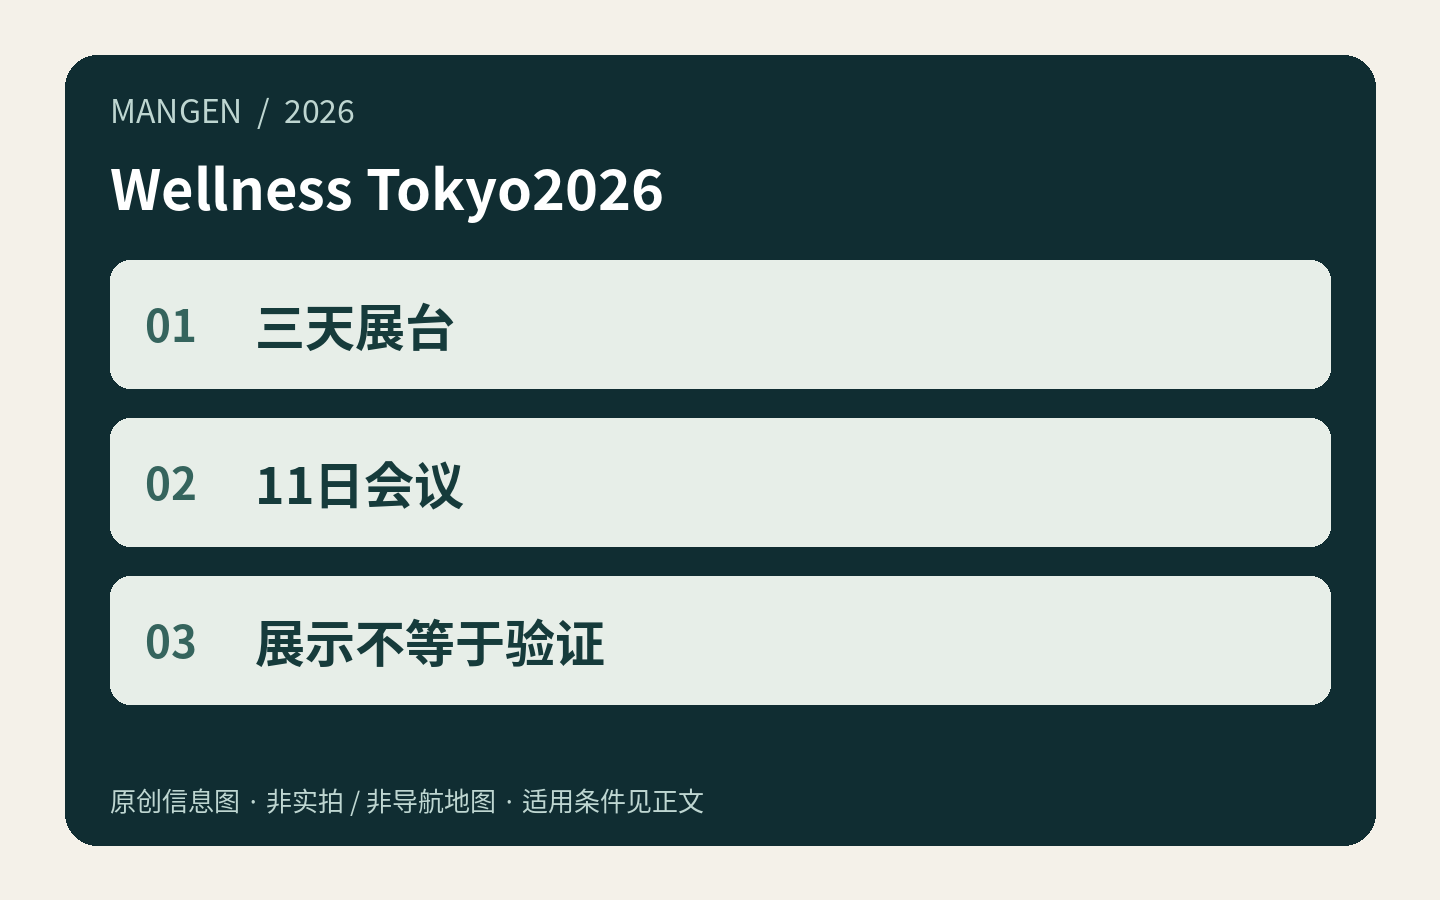 MANGEN / 2026
Wellness Tokyo2026
01 三天展台
02 11日会议
03 展示不等于验证
原创信息图 · 非实拍 / 非导航地图 · 适用条件见正文